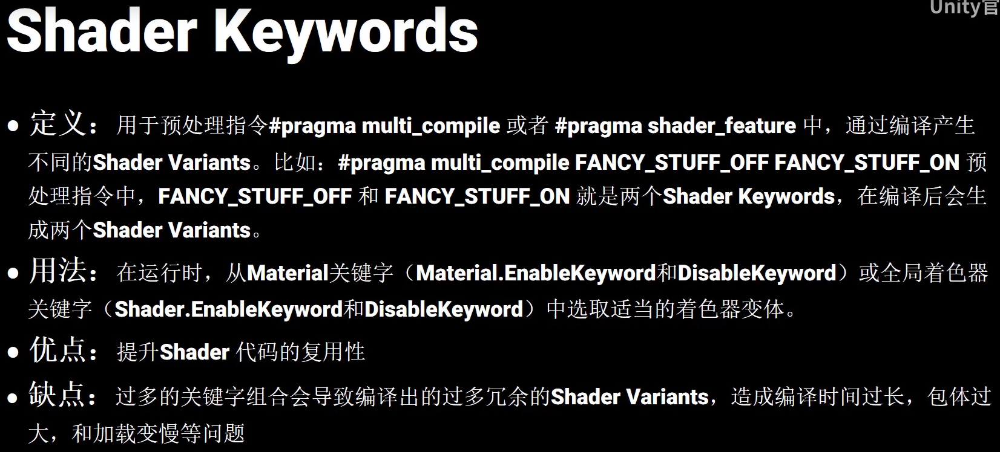 Unity官
Shader Keywords
● 定义：用于预处理指令#pragma multi_compile 或者 #pragma shader_feature 中，通过编译产生
不同的Shader Variants。比如：#pragma multi_compile FANCY_STUFF_OFF FANCY_STUFF_ON 预
处理指令中，FANCY_STUFF_OFF 和 FANCY_STUFF_ON 就是两个Shader Keywords，在编译后会生
成两个Shader Variants。
● 用法：在运行时，从Material关键字（Material.EnableKeyword和DisableKeyword）或全局着色器
关键字（Shader.EnableKeyword和DisableKeyword）中选取适当的着色器变体。
● 优点：提升Shader 代码的复用性
● 缺点：过多的关键字组合会导致编译出的过多冗余的Shader Variants，造成编译时间过长，包体过
大，和加载变慢等问题